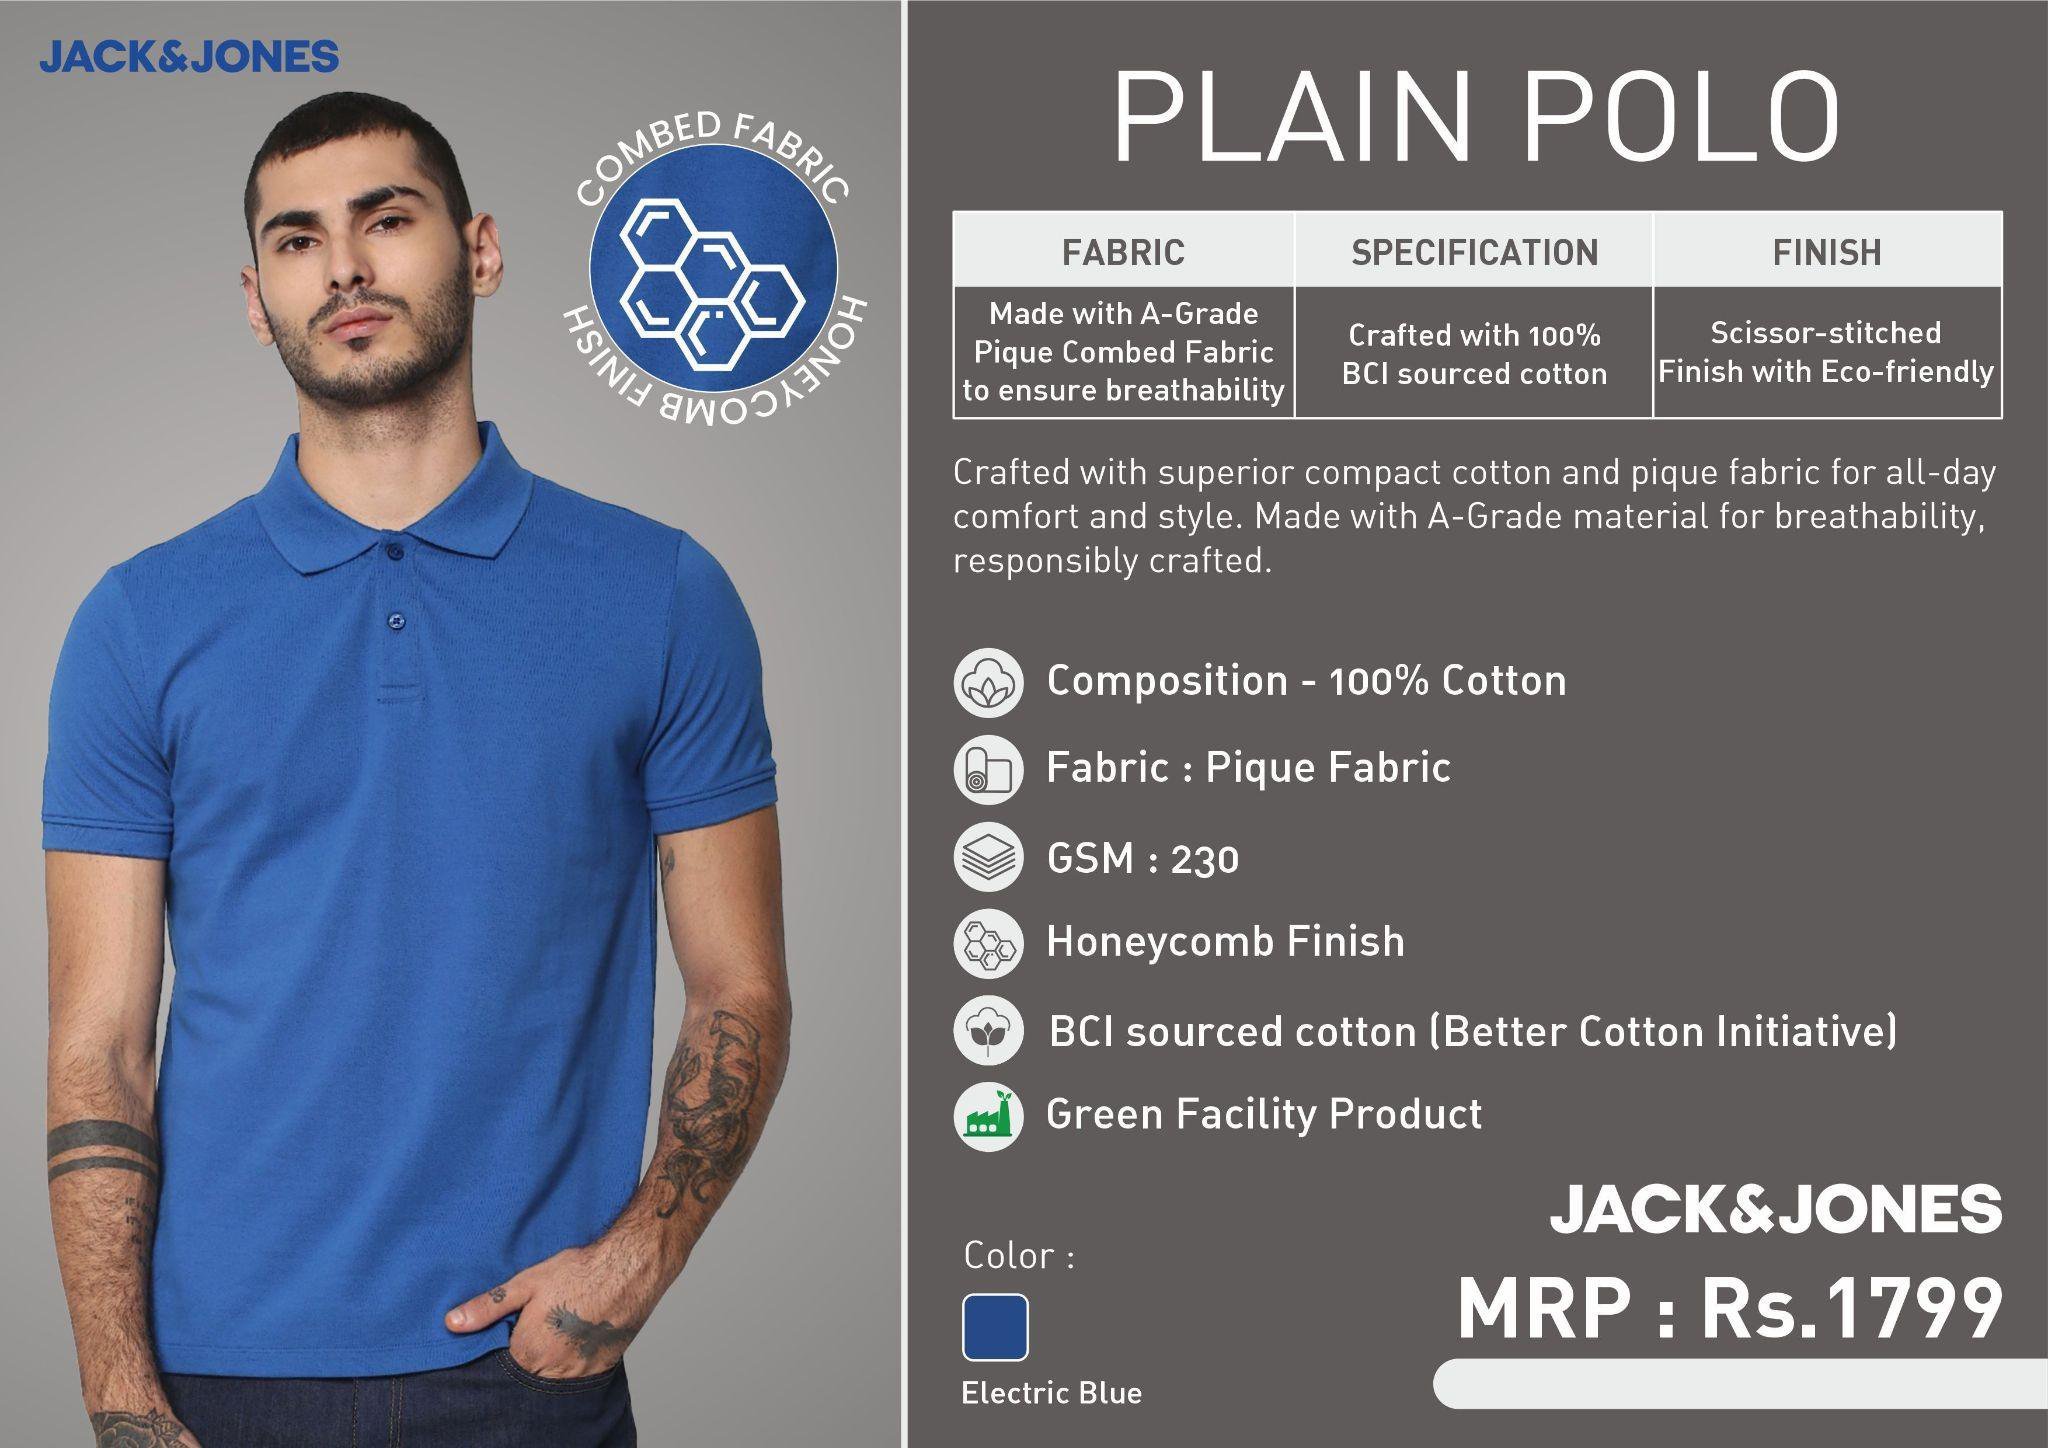 JACK&JONES
COMBED FABRIC
HONEYCOMB FINISH
PLAIN POLO
FABRIC
SPECIFICATION
FINISH
Made with A-Grade
Pique Combed Fabric
to ensure breathability
Crafted with 100%
BCI sourced cotton
Scissor-stitched
Finish with Eco-friendly
Crafted with superior compact cotton and pique fabric for all-day
comfort and style. Made with A-Grade material for breathability,
responsibly crafted.
Composition - 100% Cotton
Fabric : Pique Fabric
GSM : 230
Honeycomb Finish
BCI sourced cotton (Better Cotton Initiative)
Green Facility Product
JACK&JONES
Color :
MRP : Rs.1799
Electric Blue